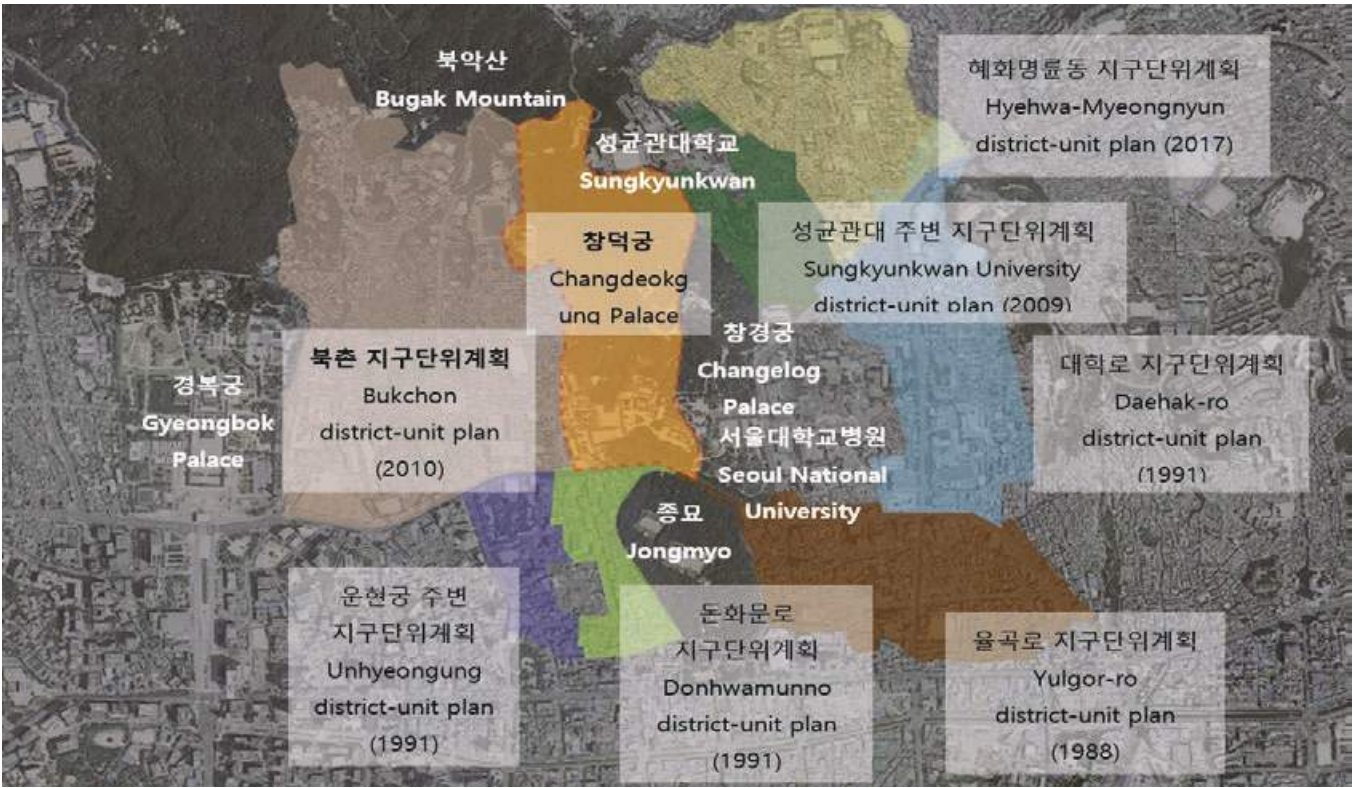 북악산
Bugak Mountain
혜화명륜동 지구단위계획
Hyehwa-Myeongnyun
district-unit plan (2017)
성균관대학교
Sungkyunkwan
성균관대 주변 지구단위계획
Sungkyunkwan University
district-unit plan (2009)
창덕궁
Changdeokg
ung Palace
창경궁
Changelog
Palace
경복궁
Gyeongbok
Palace
북촌 지구단위계획
Bukchon
district-unit plan
(2010)
대학로 지구단위계획
Daehak-ro
district-unit plan
(1991)
서울대학교병원
Seoul National
University
종묘
Jongmyo
운현궁 주변
지구단위계획
Unhyeongung
district-unit plan
(1991)
돈화문로
지구단위계획
Donhwamunno
district-unit plan
(1991)
율곡로 지구단위계획
Yulgor-ro
district-unit plan
(1988)